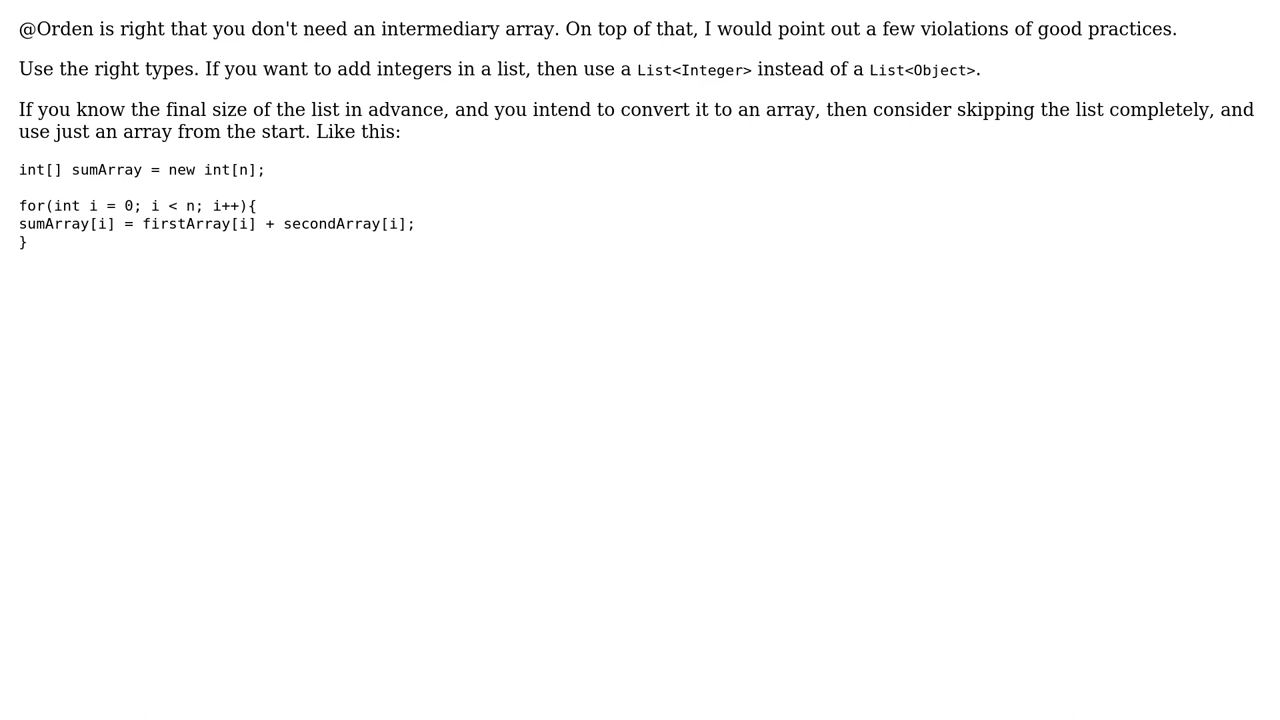 @Orden is right that you don't need an intermediary array. On top of that, I would point out a few violations of good practices.
Use the right types. If you want to add integers in a list, then use a List<Integer> instead of a List<Object>.
If you know the final size of the list in advance, and you intend to convert it to an array, then consider skipping the list completely, and
use just an array from the start. Like this:
int[] sumArray = new int[n];
for(int i = 0; i < n; i++){
sumArray[i] = firstArray[i] + secondArray[i];
}